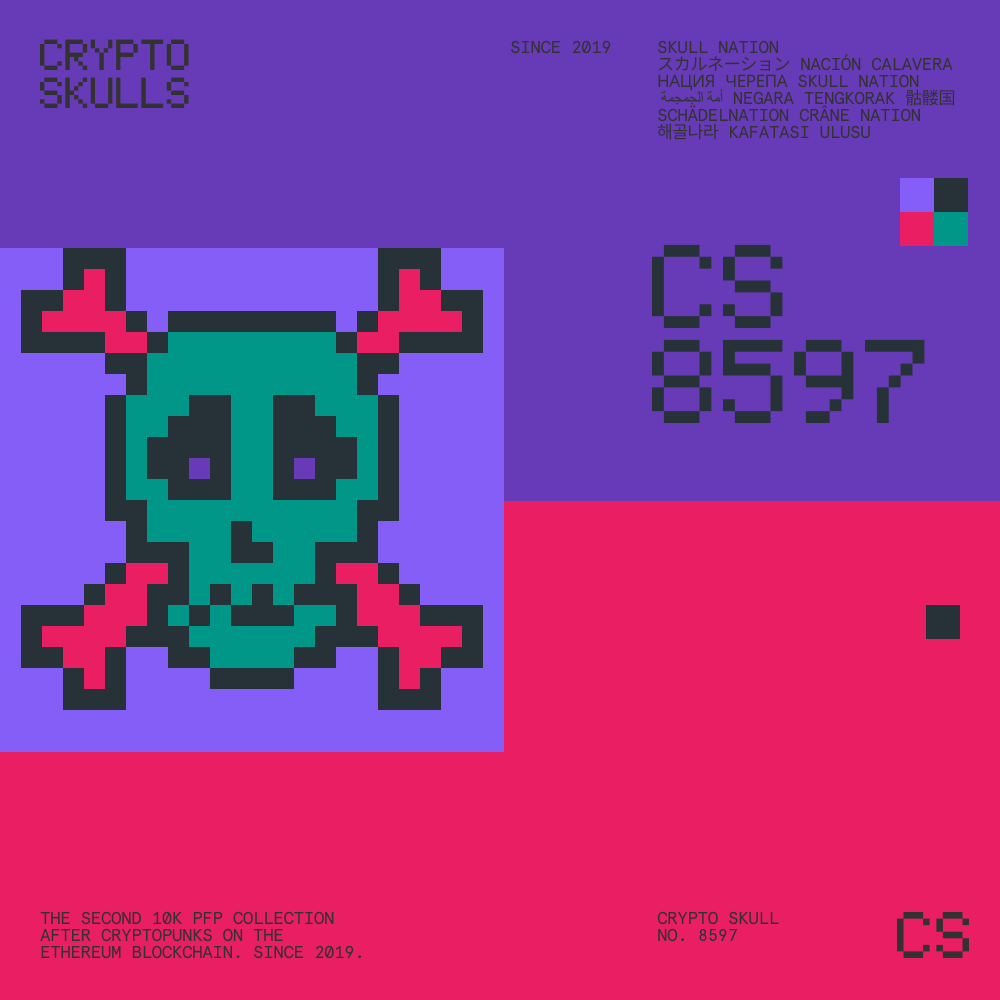 CRYPTO
SKULLS
SINCE 2019
SKULL NATION
スカルネーション NACIÓN CALAVERA
НАЦИЯ ЧЕРЕПА SKULL NATION
أمة الجمجمة NEGARA TENGKORAK 骷髅国
SCHÄDELNATION CRÂNE NATION
해골나라 KAFATASI ULUSU
CS
8597
THE SECOND 10K PFP COLLECTION
AFTER CRYPTOPUNKS ON THE
ETHEREUM BLOCKCHAIN. SINCE 2019.
CRYPTO SKULL
NO. 8597
CS